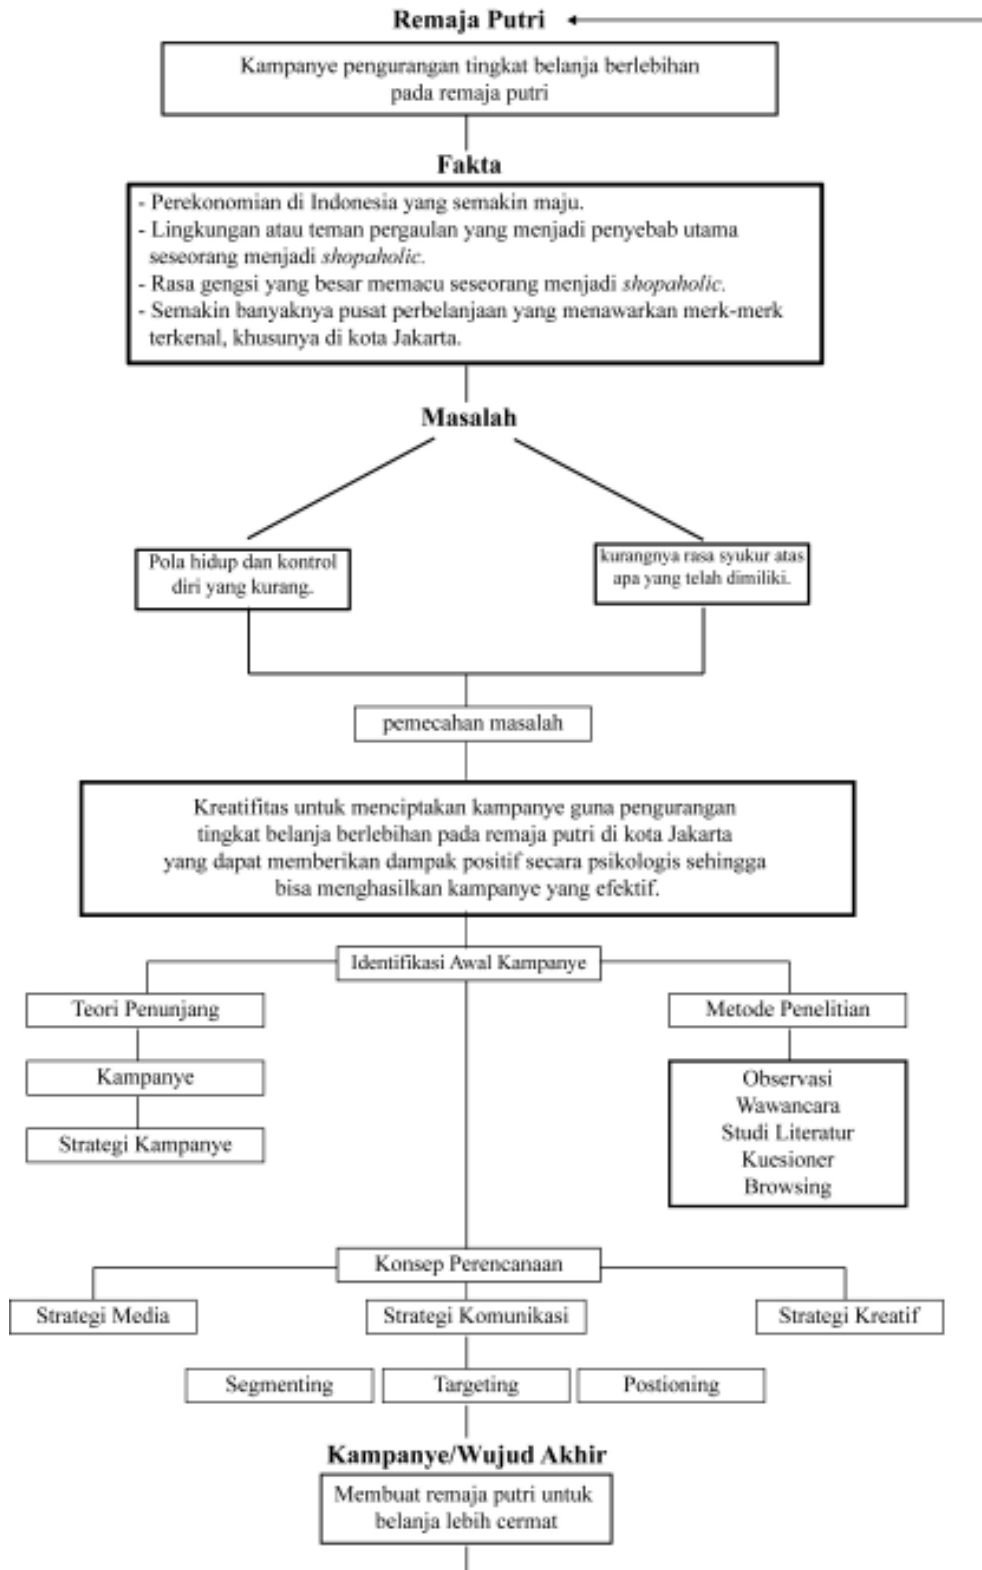 Remaja Putri
Kampanye pengurangan tingkat belanja berlebihan
pada remaja putri
Fakta
- Perekonomian di Indonesia yang semakin maju.
- Lingkungan atau teman pergaulan yang menjadi penyebab utama
seseorang menjadi shopaholic.
- Rasa gengsi yang besar memacu seseorang menjadi shopaholic.
- Semakin banyaknya pusat perbelanjaan yang menawarkan merk-merk
terkenal, khusunya di kota Jakarta.
Masalah
Pola hidup dan kontrol
diri yang kurang.
kurangnya rasa syukur atas
apa yang telah dimiliki.
pemecahan masalah
Kreatifitas untuk menciptakan kampanye guna pengurangan
tingkat belanja berlebihan pada remaja putri di kota Jakarta
yang dapat memberikan dampak positif secara psikologis sehingga
bisa menghasilkan kampanye yang efektif.
Identifikasi Awal Kampanye
Teori Penunjang
Kampanye
Strategi Kampanye
Metode Penelitian
Observasi
Wawancara
Studi Literatur
Kuesioner
Browsing
Konsep Perencanaan
Strategi Media
Strategi Komunikasi
Strategi Kreatif
Segmenting
Targeting
Postioning
Kampanye/Wujud Akhir
Membuat remaja putri untuk
belanja lebih cermat